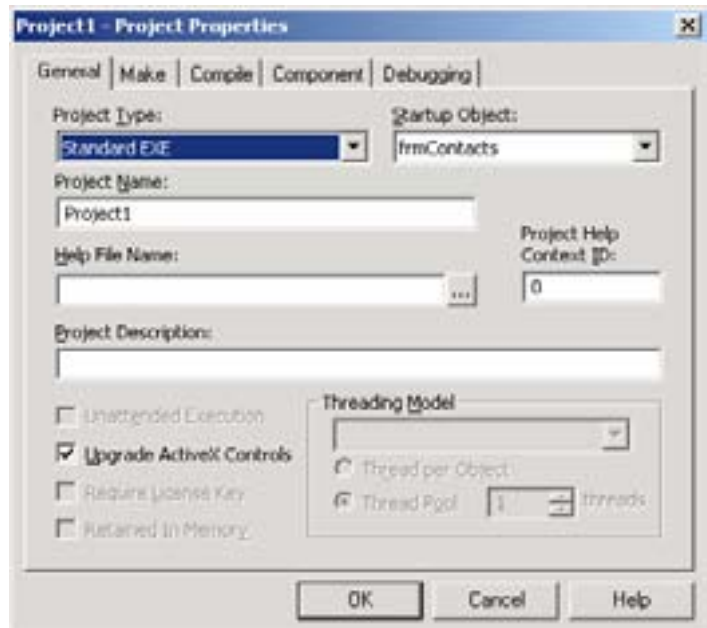 Project1 - Project Properties
General Make Compile Component Debugging
Project Type:
Startup Object:
Standard EXE
frmContacts
Project Name:
Project1
Help File Name:
Project Help
Context ID:
...
0
Project Description:
Unattended Execution
Upgrade ActiveX Controls
Require License Key
Retained In Memory
Threading Model
Thread per Object
Thread Pool 1 threads
OK Cancel Help